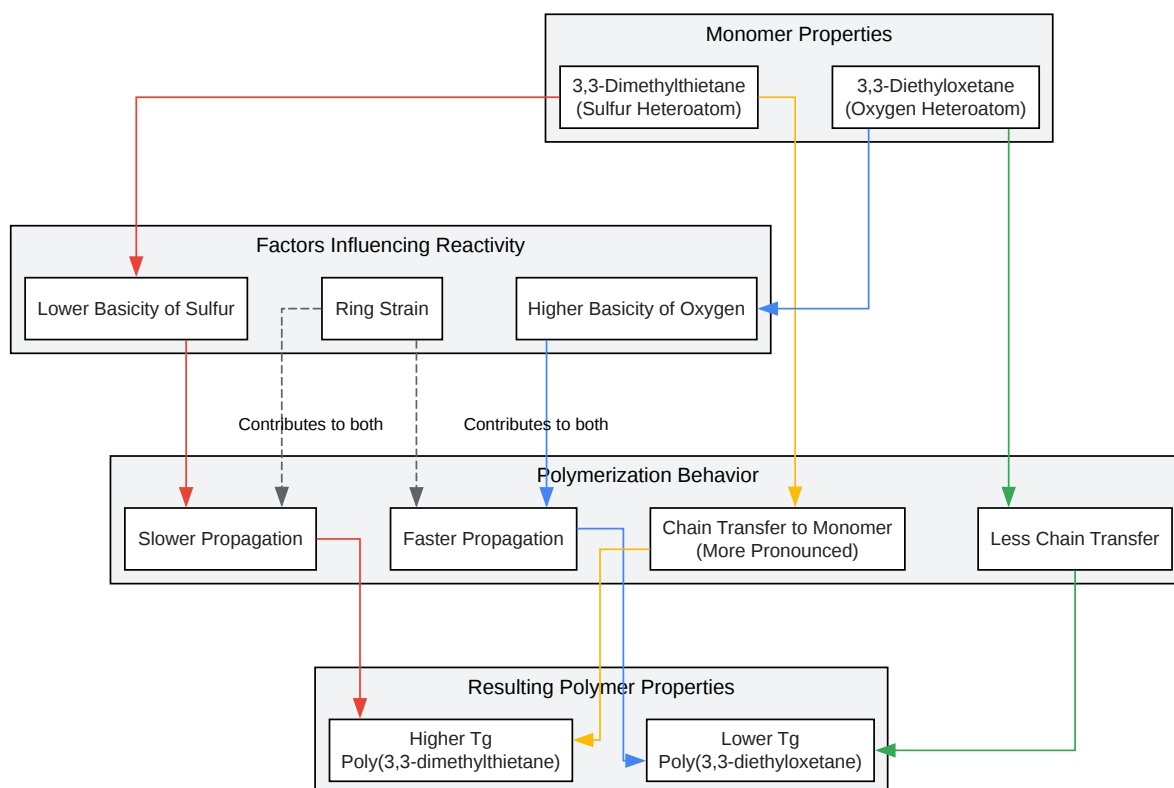 Monomer Properties
3,3-Dimethylthietane
(Sulfur Heteroatom)
3,3-Diethyloxetane
(Oxygen Heteroatom)
Factors Influencing Reactivity
Lower Basicity of Sulfur
Ring Strain
Higher Basicity of Oxygen
Contributes to both
Contributes to both
Polymerization Behavior
Slower Propagation
Faster Propagation
Chain Transfer to Monomer
(More Pronounced)
Less Chain Transfer
Resulting Polymer Properties
Higher Tg
Poly(3,3-dimethylthietane)
Lower Tg
Poly(3,3-diethyloxetane)